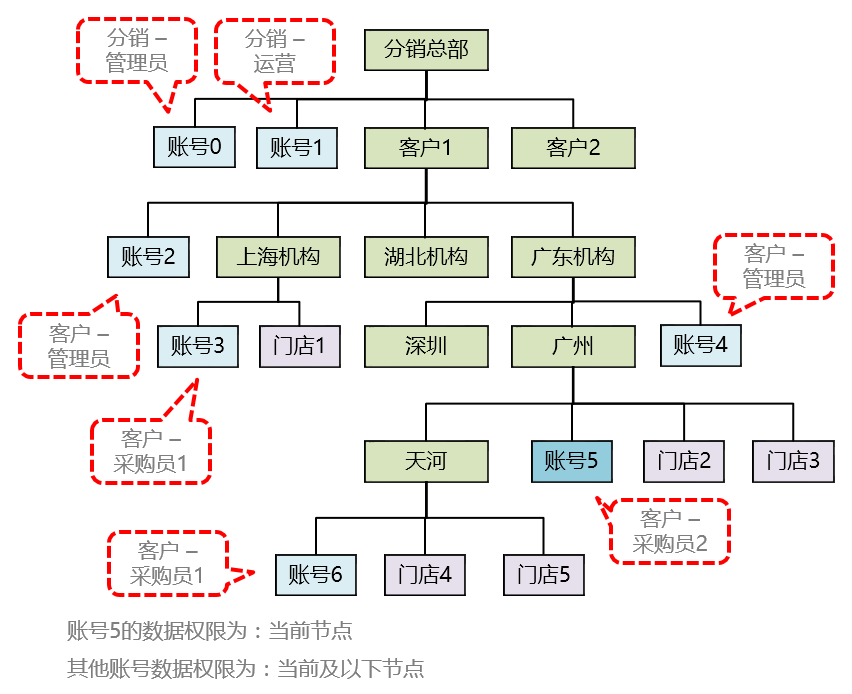 分销 –
管理员
分销 –
运营
分销总部
账号0
账号1
客户1
客户2
账号2
上海机构
湖北机构
广东机构
客户 –
管理员
客户 –
管理员
账号3
门店1
深圳
广州
账号4
客户 –
采购员1
天河
账号5
门店2
门店3
客户 –
采购员2
客户 –
采购员1
账号6
门店4
门店5
账号5的数据权限为：当前节点
其他账号数据权限为：当前及以下节点